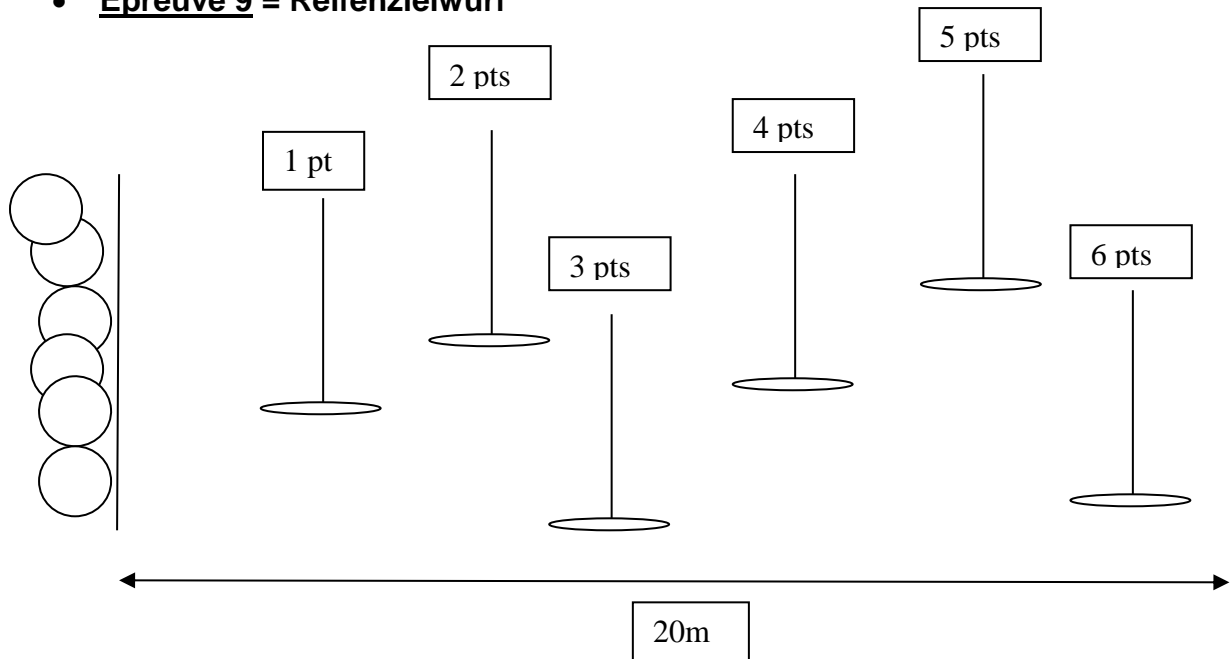 • Epreuve 9 = Reifenzielwurf
5 pts
2 pts
4 pts
1 pt
3 pts
6 pts
20m